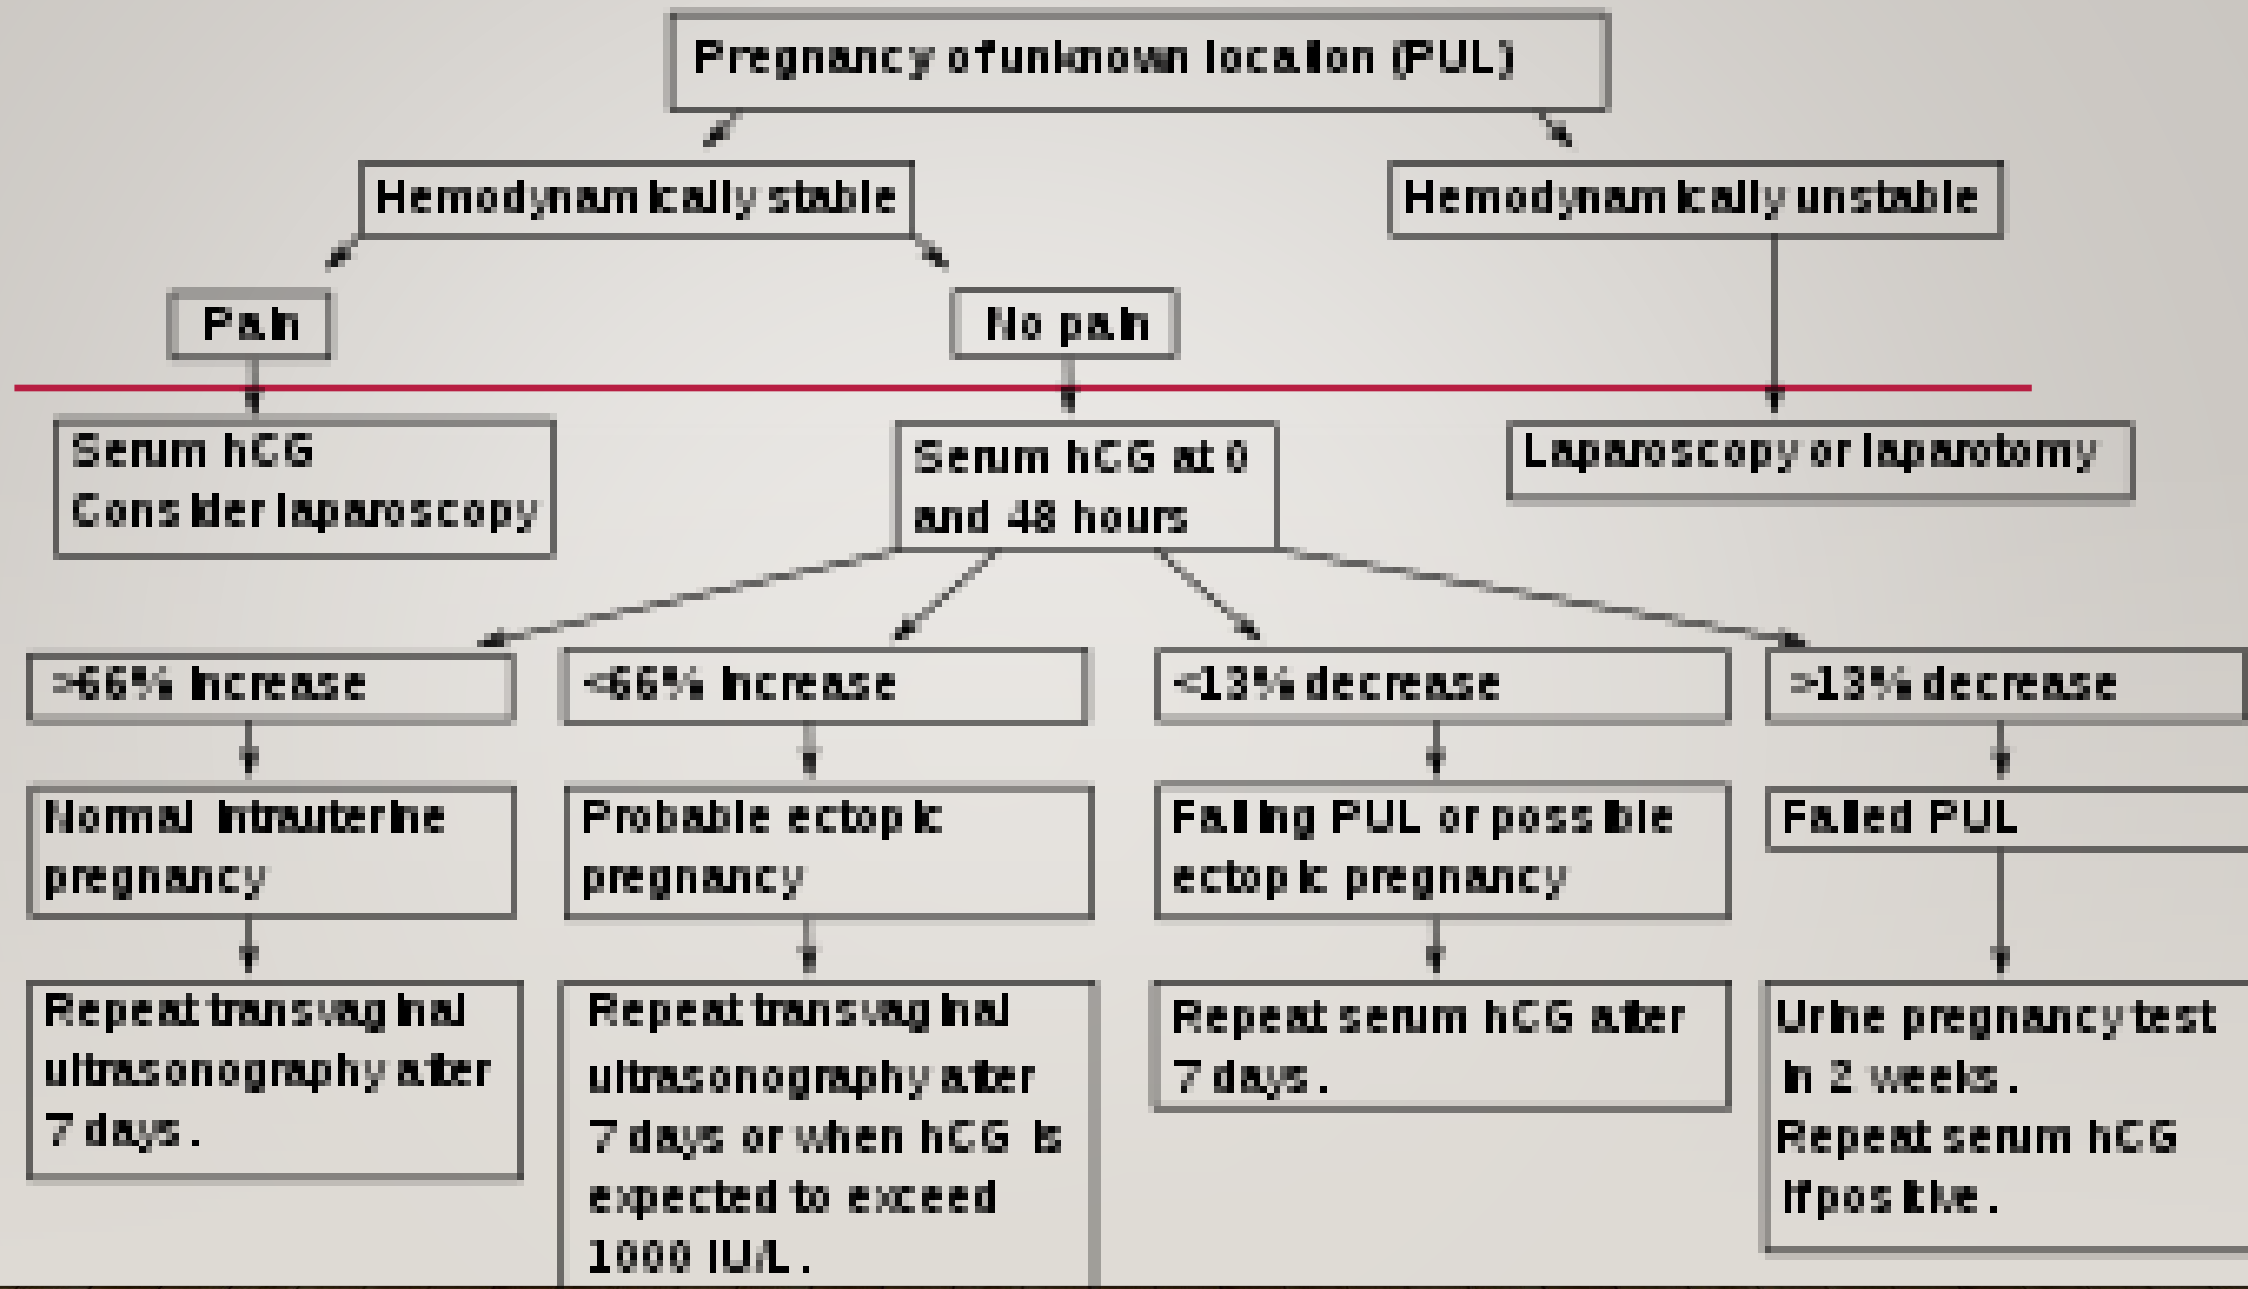 Pregnancy of unknown location (PUL)
Hemodynamically stable
Hemodynamically unstable
Pain
No pain
Serum hCG
Consider laparoscopy
Serum hCG at 0
and 48 hours
Laparoscopy or laparotomy
>66% increase
<66% increase
<13% decrease
>13% decrease
Normal intrauterine
pregnancy
Probable ectopic
pregnancy
Failing PUL or possible
ectopic pregnancy
Failed PUL
Repeat transvaginal
ultrasonography after
7 days.
Repeat transvaginal
ultrasonography after
7 days or when hCG is
expected to exceed
1000 IU/L.
Repeat serum hCG after
7 days.
Urine pregnancy test
in 2 weeks.
Repeat serum hCG
if positive.